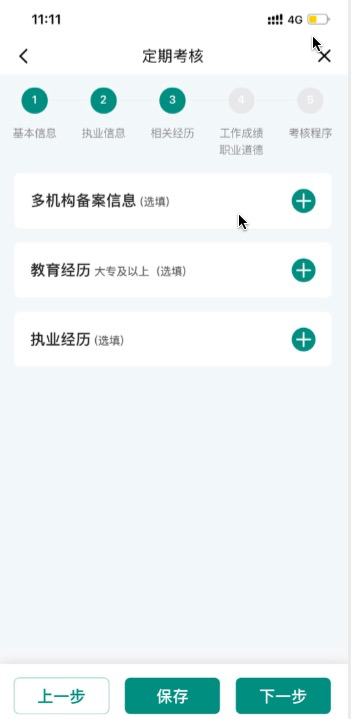 11:11
4G
定期考核
1
2
3
4
5
基本信息
执业信息
相关经历
工作成绩
职业道德
考核程序
多机构备案信息 (选填)
教育经历 大专及以上（选填）
执业经历 (选填)
上一步
保存
下一步